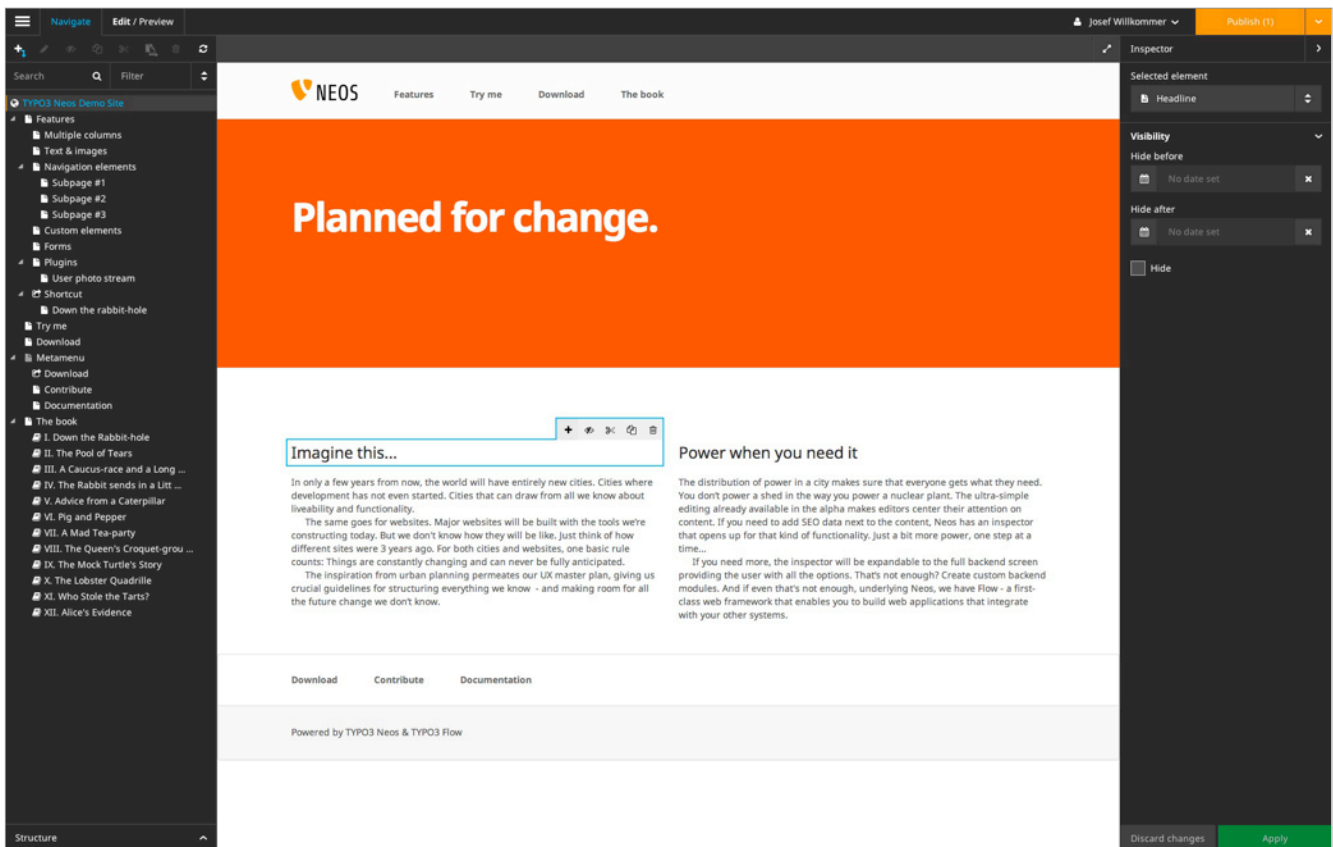 Navigate
Edit / Preview
Josef Willkommer
Publish (1)
Search
Filter
TYPO3 Neos Demo Site
Features
Multiple columns
Text & images
Navigation elements
Subpage #1
Subpage #2
Subpage #3
Custom elements
Forms
Plugins
User photo stream
Shortcut
Down the rabbit-hole
Try me
Download
Metamenu
Download
Contribute
Documentation
The book
I. Down the Rabbit-hole
II. The Pool of Tears
III. A Caucus-race and a Long ...
IV. The Rabbit sends in a Litt ...
V. Advice from a Caterpillar
VI. Pig and Pepper
VII. A Mad Tea-party
VIII. The Queen's Croquet-grou ...
IX. The Mock Turtle's Story
X. The Lobster Quadrille
XI. Who Stole the Tarts?
XII. Alice's Evidence
Structure
NEOS
Features
Try me
Download
The book
Planned for change.
Imagine this...
In only a few years from now, the world will have entirely new cities. Cities where
development has not even started. Cities that can draw from all we know about
liveability and functionality.
The same goes for websites. Major websites will be built with the tools we're
constructing today. But we don't know how they will be like. Just think of how
different sites were 3 years ago. For both cities and websites, one basic rule
counts: Things are constantly changing and can never be fully anticipated.
The inspiration from urban planning permeates our UX master plan, giving us
crucial guidelines for structuring everything we know - and making room for all
the future change we don't know.
Power when you need it
The distribution of power in a city makes sure that everyone gets what they need.
You don't power a shed in the way you power a nuclear plant. The ultra-simple
editing already available in the alpha makes editors center their attention on
content. If you need to add SEO data next to the content, Neos has an inspector
that opens up for that kind of functionality. Just a bit more power, one step at a
time...
If you need more, the inspector will be expandable to the full backend screen
providing the user with all the options. That's not enough? Create custom backend
modules. And if even that's not enough, underlying Neos, we have Flow - a first-
class web framework that enables you to build web applications that integrate
with your other systems.
Download
Contribute
Documentation
Powered by TYPO3 Neos & TYPO3 Flow
Inspector
Selected element
Headline
Visibility
Hide before
No date set
Hide after
No date set
Hide
Discard changes
Apply